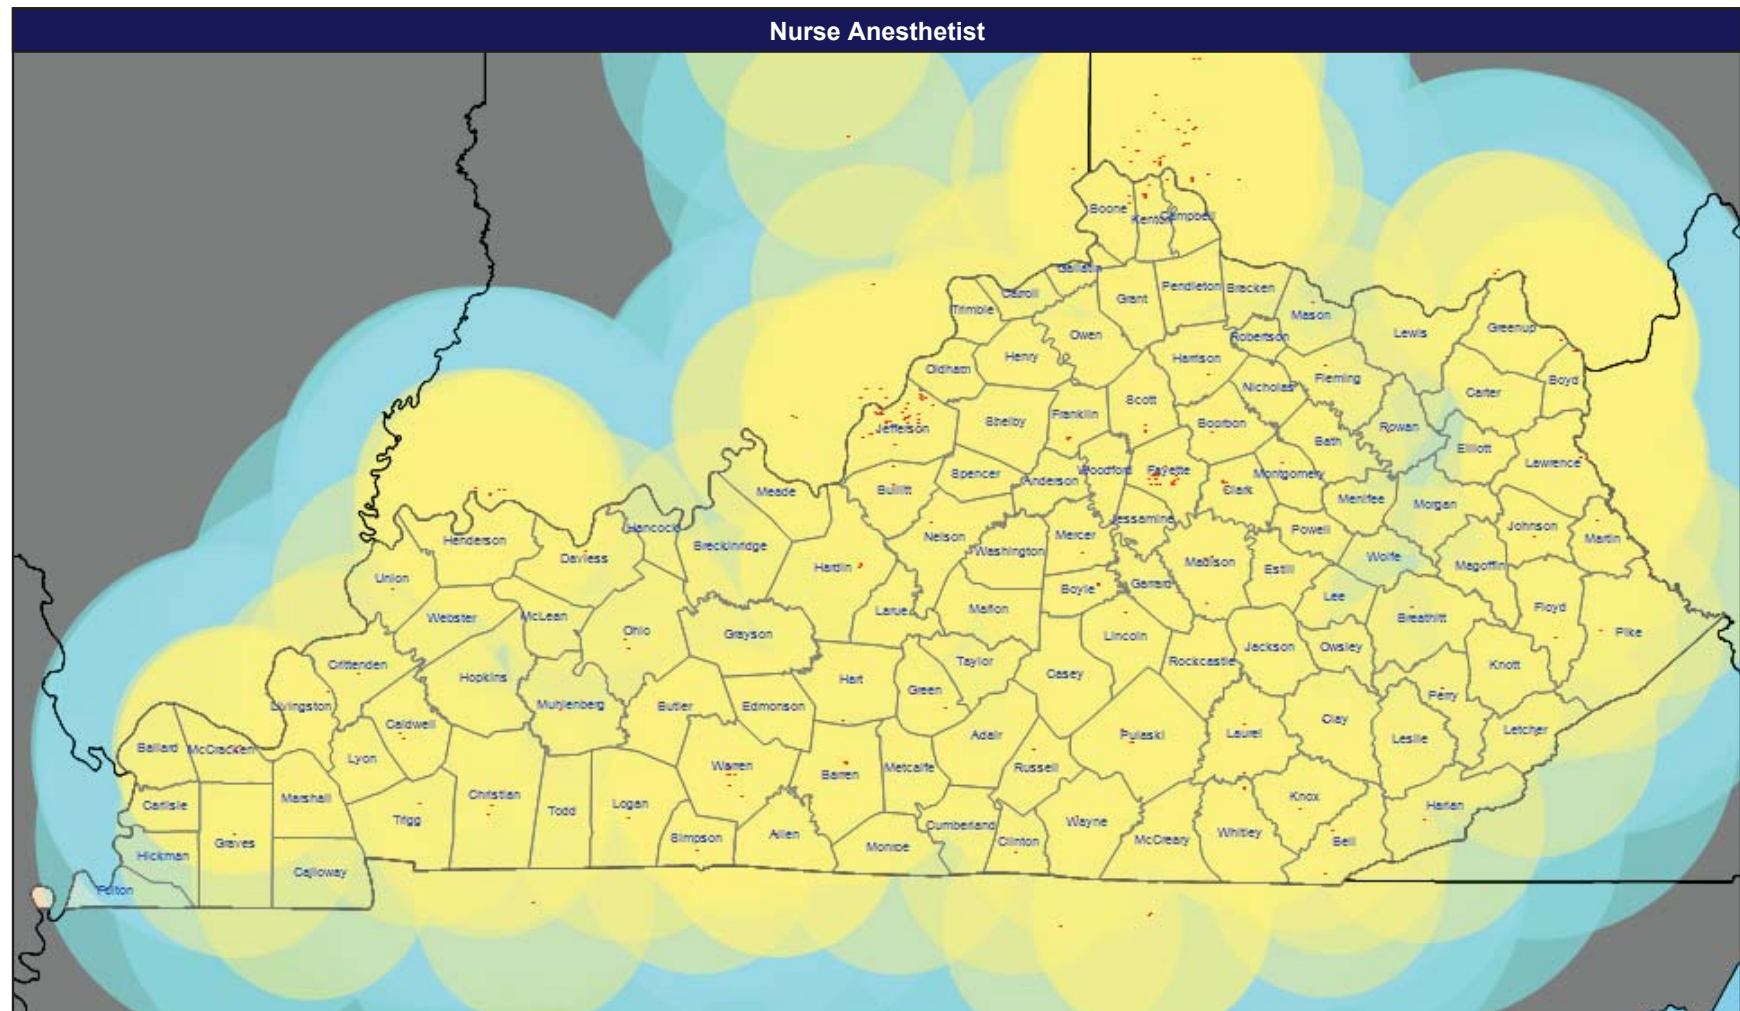 Nurse Anesthetist
Boone
Kenton
Campbell
Gallatin
Carroll
Grant
Pendleton
Bracken
Trimble
Mason
Owen
Robertson
Lewis
Greenup
Henry
Harrison
Oldham
Nicholas
Fleming
Carter
Boyd
Scott
Franklin
Shelby
Bourbon
Jefferson
Rowan
Bath
Elliott
Lawrence
Spencer
Woodford
Fayette
Montgomery
Anderson
Bullitt
Clark
Meade
Menifee
Morgan
Jessamine
Hancock
Powell
Johnson
Nelson
Mercer
Martin
Henderson
Breckinridge
Washington
Daviess
Wolfe
Madison
Magoffin
Hardin
Estill
Union
Boyle
Garrard
Lee
Larue
Marion
Floyd
Webster
McLean
Breathitt
Ohio
Grayson
Lincoln
Pike
Jackson
Owsley
Crittenden
Taylor
Rockcastle
Knott
Casey
Hopkins
Hart
Green
Perry
Livingston
Muhlenberg
Butler
Edmonson
Clay
Caldwell
Letcher
Adair
Pulaski
Laurel
Leslie
Ballard
McCracken
Lyon
Warren
Metcalfe
Russell
Barren
Christian
Knox
Marshall
Carlisle
Logan
Harlan
Todd
Trigg
Wayne
Cumberland
Whitley
Allen
Simpson
Clinton
McCreary
Bell
Graves
Monroe
Hickman
Calloway
Fulton